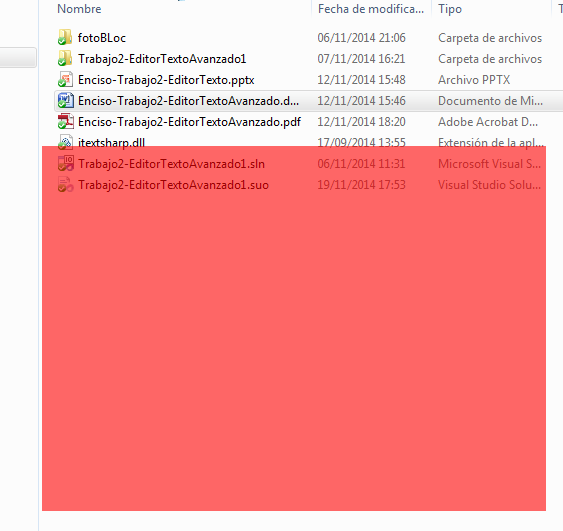 Nombre Fecha de modifica... Tipo T
fotoBLoc 06/11/2014 21:06 Carpeta de archivos
Trabajo2-EditorTextoAvanzado1 07/11/2014 16:21 Carpeta de archivos
Enciso-Trabajo2-EditorTexto.pptx 12/11/2014 15:48 Archivo PPTX
Enciso-Trabajo2-EditorTextoAvanzado.d... 12/11/2014 15:46 Documento de Mi...
Enciso-Trabajo2-EditorTextoAvanzado.pdf 12/11/2014 18:20 Adobe Acrobat D...
itextsharp.dll 17/09/2014 13:55 Extensión de la apl...
Trabajo2-EditorTextoAvanzado1.sln 06/11/2014 11:31 Microsoft Visual S...
Trabajo2-EditorTextoAvanzado1.suo 19/11/2014 17:53 Visual Studio Solu...